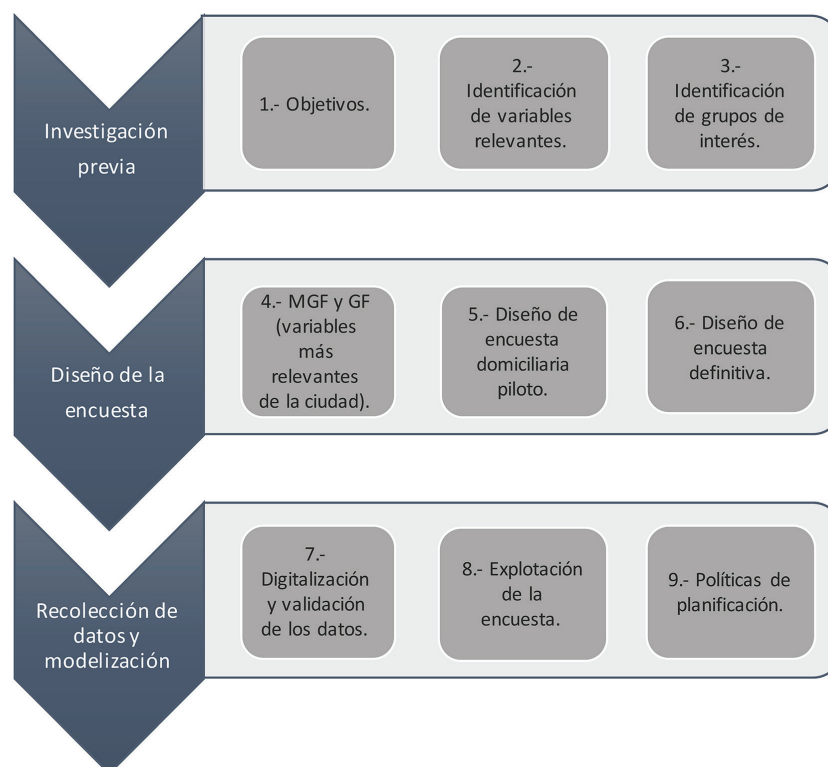 Investigación
previa
1.- Objetivos.
2.-
Identificación
de variables
relevantes.
3.-
Identificación
de grupos de
interés.
Diseño de la
encuesta
4.- MGF y GF
(variables
más
relevantes
de la ciudad).
5.- Diseño de
encuesta
domiciliaria
piloto.
6.- Diseño de
encuesta
definitiva.
Recolección de
datos y
modelización
7.-
Digitalización
y validación
de los datos.
8.- Explotación
de la
encuesta.
9.- Políticas de
planificación.